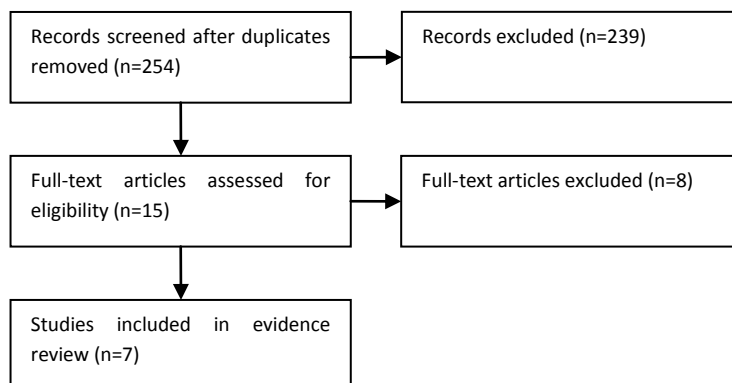 Records screened after duplicates
removed (n=254)
Records excluded (n=239)
Full-text articles assessed for
eligibility (n=15)
Full-text articles excluded (n=8)
Studies included in evidence
review (n=7)